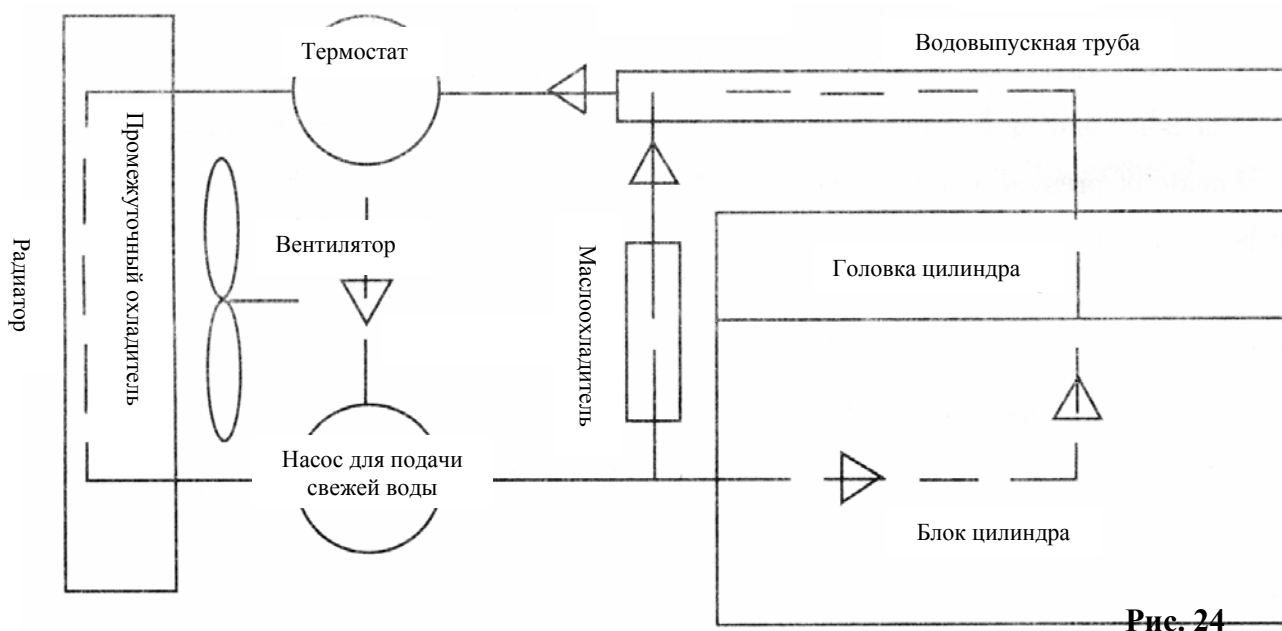 Термостат
Водовыпускная труба
Радиатор
Промежуточный охладитель
Вентилятор
Маслоохладитель
Головка цилиндра
Насос для подачи
свежей воды
Блок цилиндра
Рис. 24